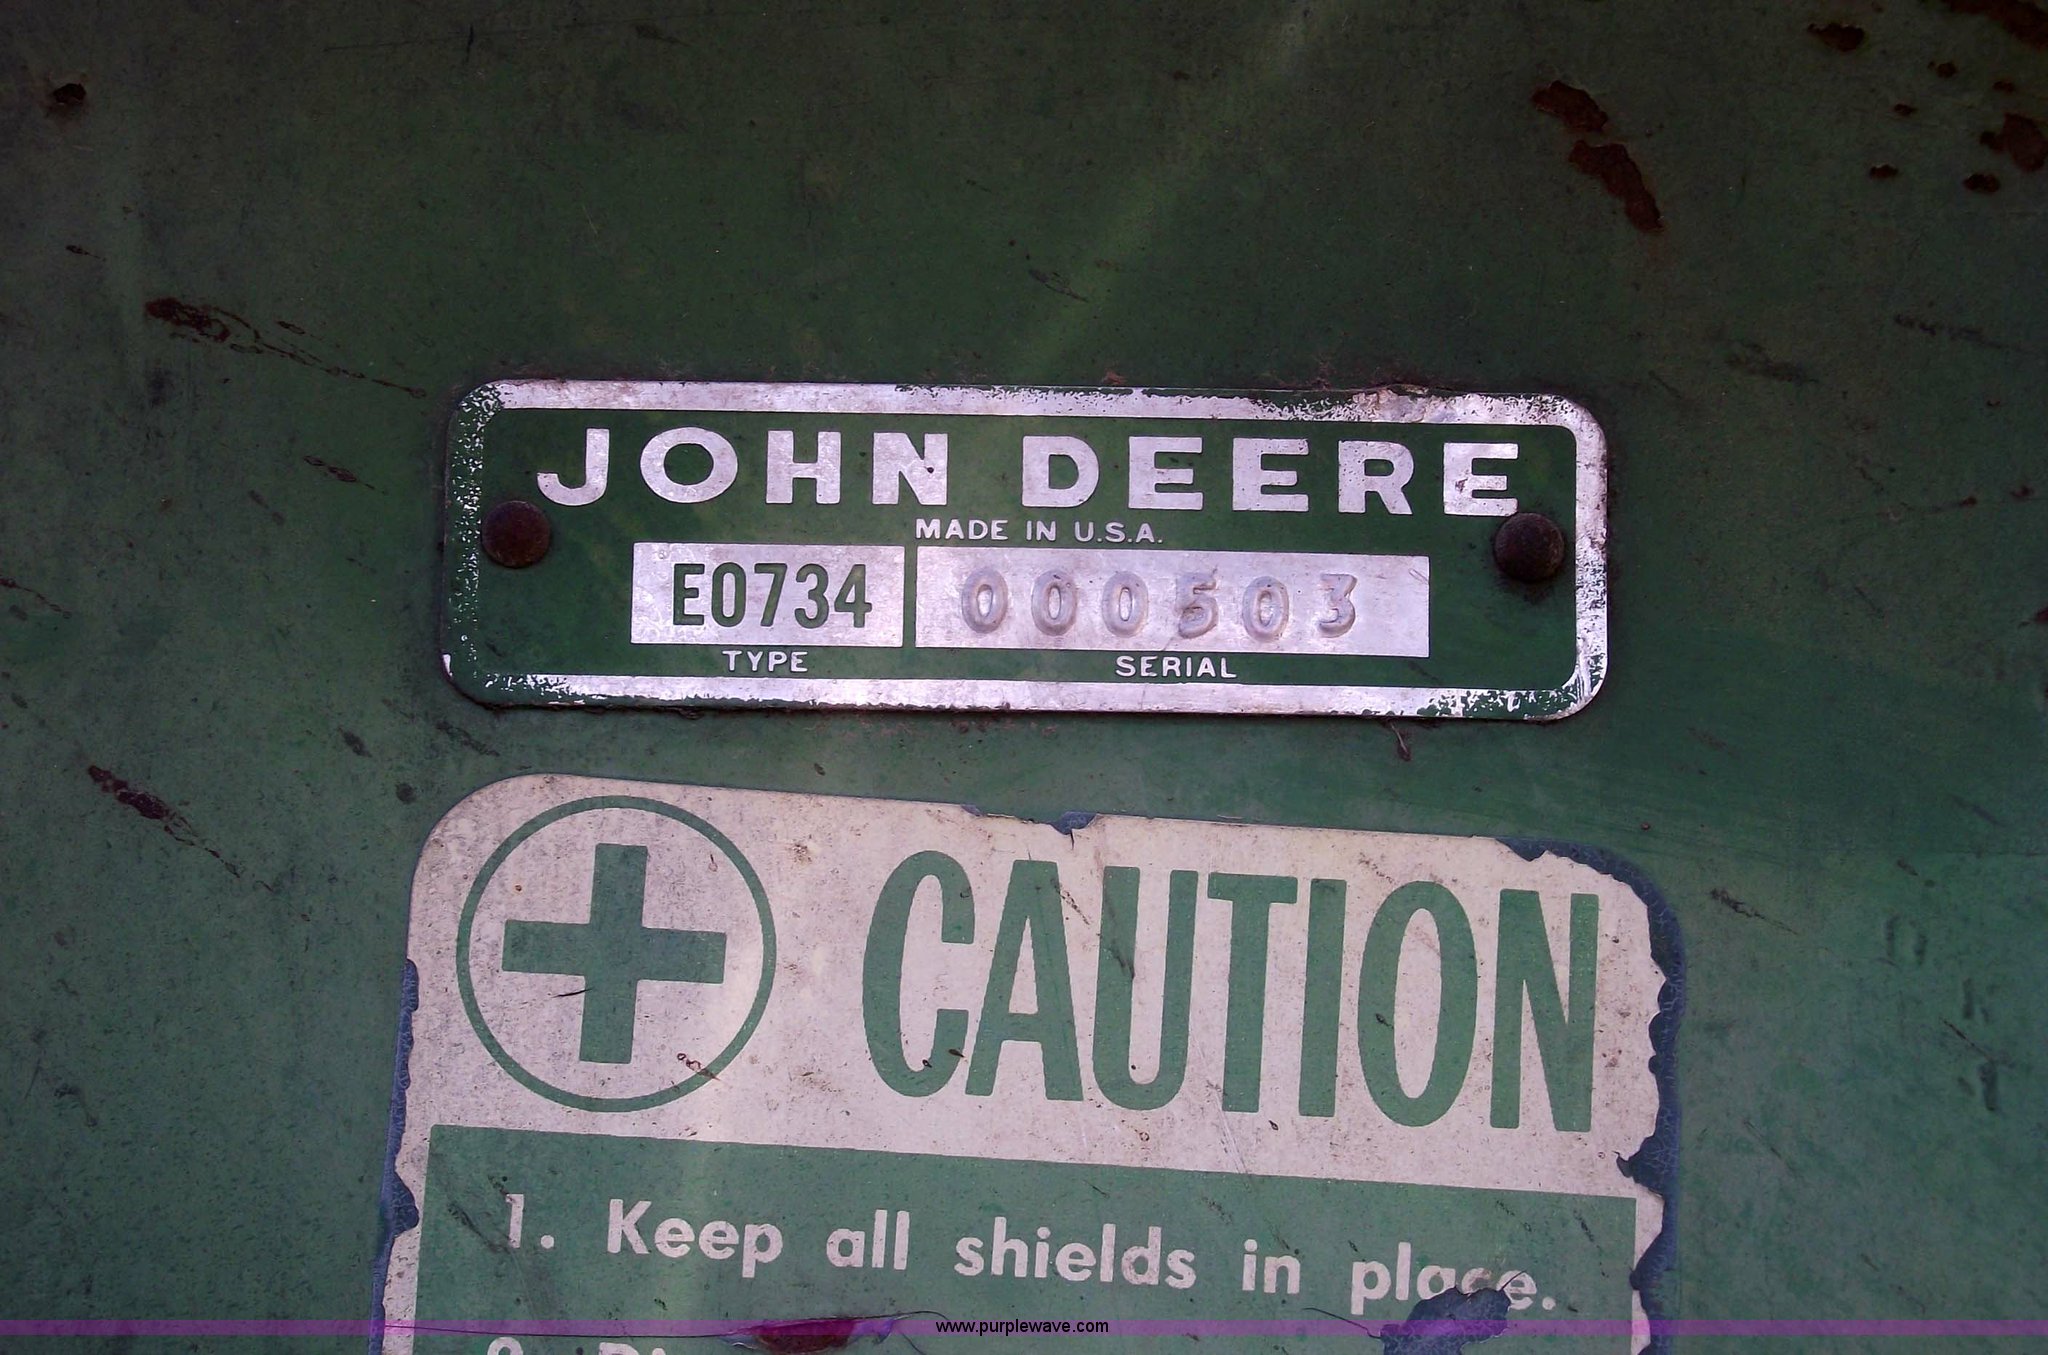 JOHN DEERE
MADE IN U.S.A.
E0734 000503
TYPE SERIAL
CAUTION
1. Keep all shields in place.
www.purplewave.com